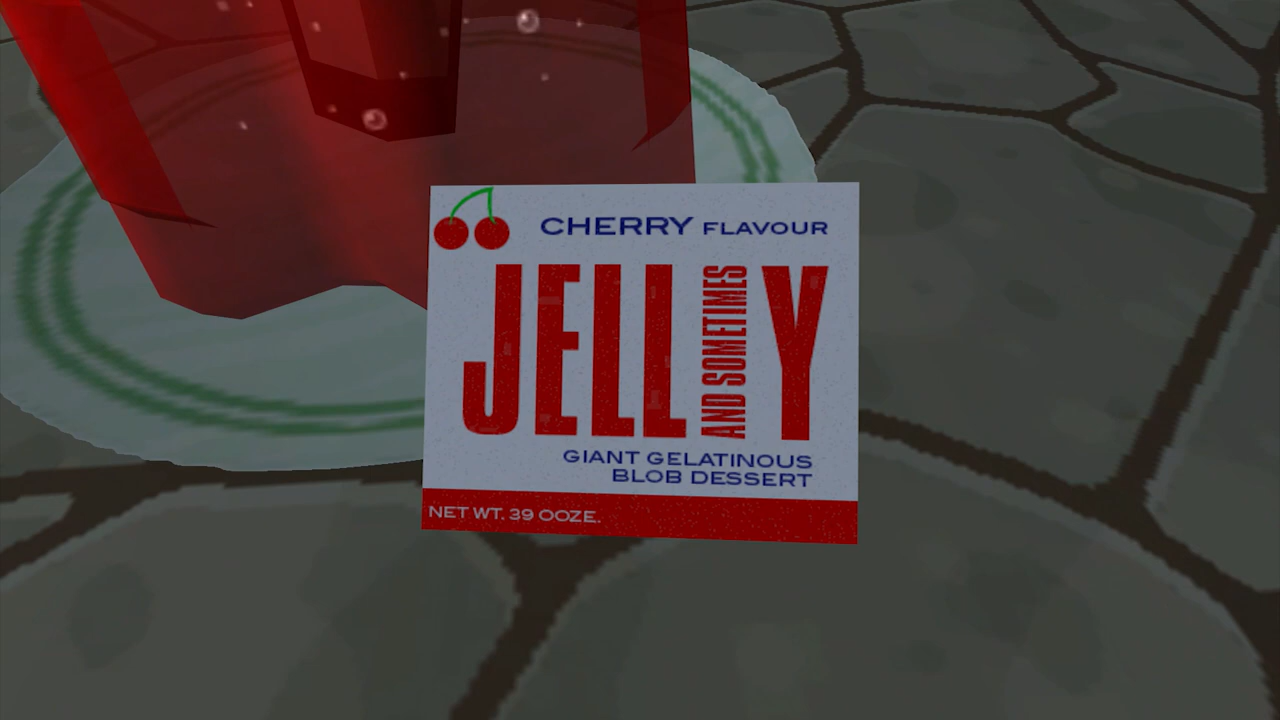 CHERRY FLAVOUR
JELL AND SOMETIMES Y
GIANT GELATINOUS
BLOB DESSERT
NET WT. 39 OOZE.